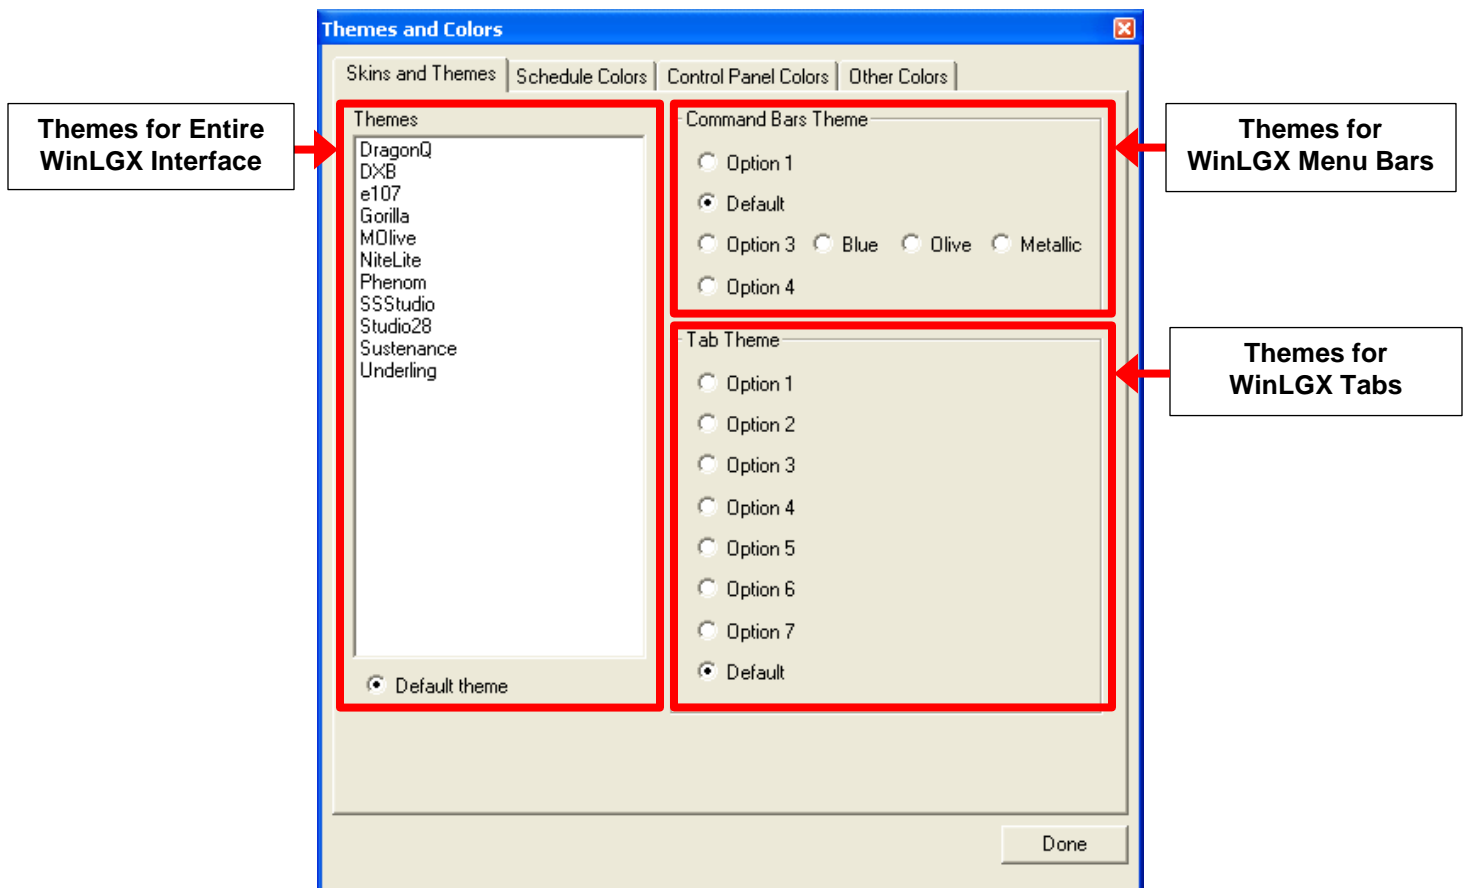 Themes and Colors
Skins and Themes Schedule Colors Control Panel Colors Other Colors
Themes for Entire
WinLGX Interface
Themes
DragonQ
DXB
e107
Gorilla
MOlive
NiteLite
Phenom
SSStudio
Studio28
Sustenance
Underling
Default theme
Command Bars Theme
Option 1
Default
Option 3 Blue Olive Metallic
Option 4
Themes for
WinLGX Menu Bars
Tab Theme
Option 1
Option 2
Option 3
Option 4
Option 5
Option 6
Option 7
Default
Themes for
WinLGX Tabs
Done